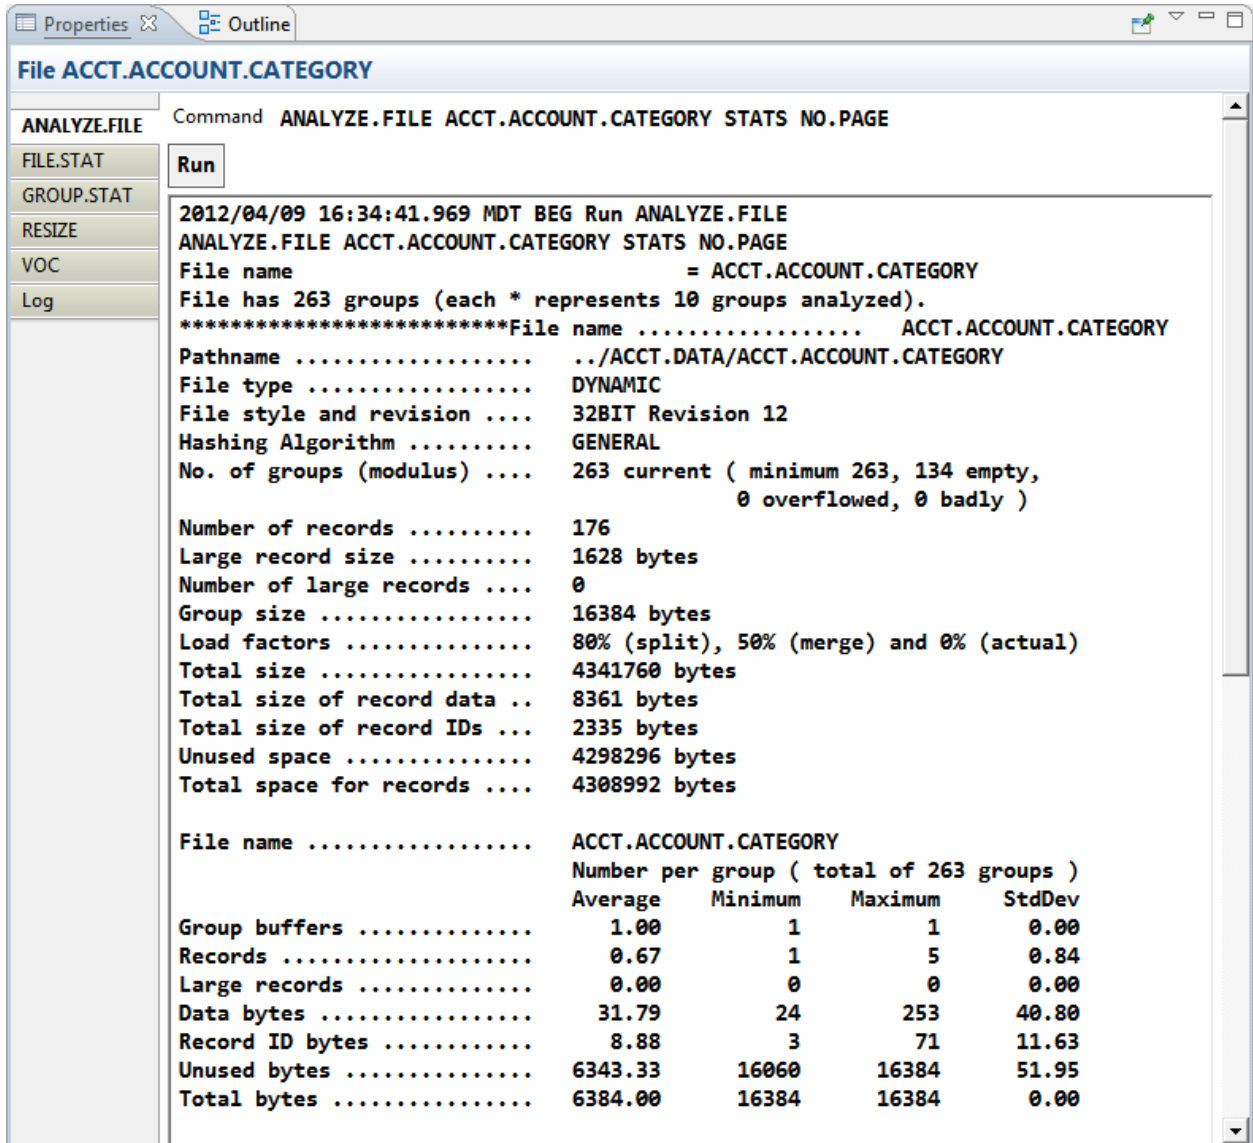 Properties Outline
File ACCT.ACCOUNT.CATEGORY
ANALYZE.FILE
FILE.STAT
GROUP.STAT
RESIZE
VOC
Log
Command ANALYZE.FILE ACCT.ACCOUNT.CATEGORY STATS NO.PAGE
Run
2012/04/09 16:34:41.969 MDT BEG Run ANALYZE.FILE
ANALYZE.FILE ACCT.ACCOUNT.CATEGORY STATS NO.PAGE
File name = ACCT.ACCOUNT.CATEGORY
File has 263 groups (each * represents 10 groups analyzed).
**************************File name .................. ACCT.ACCOUNT.CATEGORY
Pathname ................... ../ACCT.DATA/ACCT.ACCOUNT.CATEGORY
File type .................. DYNAMIC
File style and revision .... 32BIT Revision 12
Hashing Algorithm .......... GENERAL
No. of groups (modulus) .... 263 current ( minimum 263, 134 empty,
0 overflowed, 0 badly )
Number of records .......... 176
Large record size .......... 1628 bytes
Number of large records .... 0
Group size ................. 16384 bytes
Load factors ............... 80% (split), 50% (merge) and 0% (actual)
Total size ................. 4341760 bytes
Total size of record data .. 8361 bytes
Total size of record IDs ... 2335 bytes
Unused space ............... 4298296 bytes
Total space for records .... 4308992 bytes
File name .................. ACCT.ACCOUNT.CATEGORY
Number per group ( total of 263 groups )
Average Minimum Maximum StdDev
Group buffers .............. 1.00 1 1 0.00
Records .................... 0.67 1 5 0.84
Large records .............. 0.00 0 0 0.00
Data bytes ................. 31.79 24 253 40.80
Record ID bytes ............ 8.88 3 71 11.63
Unused bytes ............... 6343.33 16060 16384 51.95
Total bytes ................ 6384.00 16384 16384 0.00